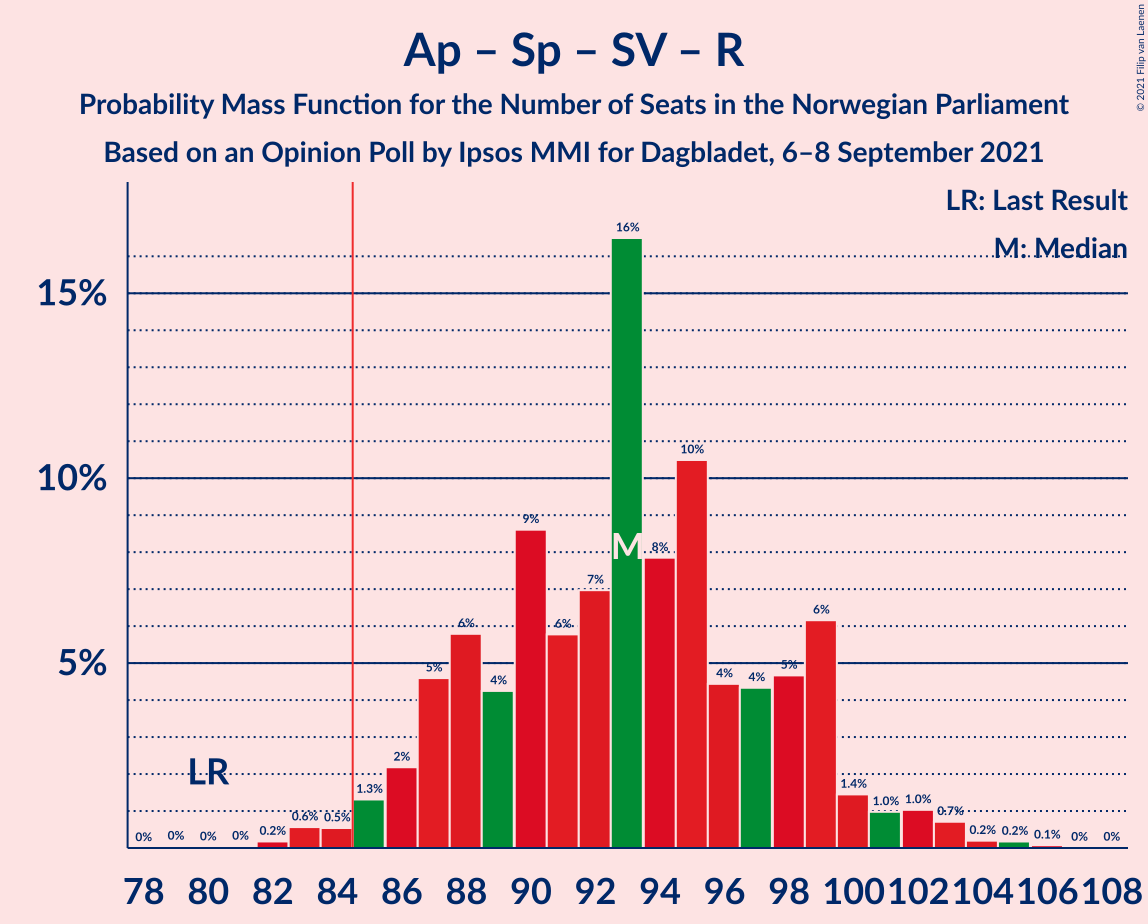 Ap – Sp – SV – R
Probability Mass Function for the Number of Seats in the Norwegian Parliament
Based on an Opinion Poll by Ipsos MMI for Dagbladet, 6–8 September 2021
© 2021 Filip van Laenen
LR: Last Result
M: Median
15%
10%
5%
0% 0% 0% 0% 0.2% 0.6% 0.5% 1.3% 2% 5% 6% 4% 9% 6% 7% 16% 8% 10% 4% 4% 5% 6% 1.4% 1.0% 1.0% 0.7% 0.2% 0.2% 0.1% 0% 0%
M
LR
78 80 82 84 86 88 90 92 94 96 98 100 102 104 106 108